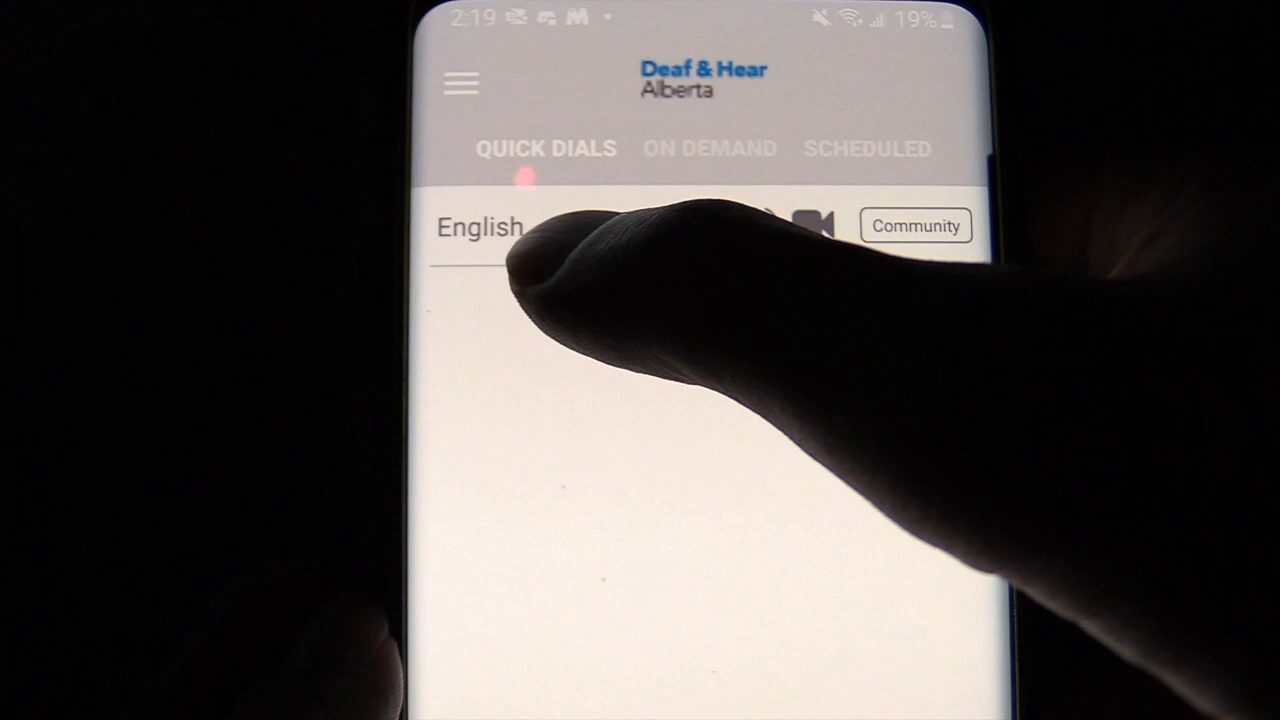 2:19 19%
Deaf & Hear
Alberta
QUICK DIALS ON DEMAND SCHEDULED
English Community